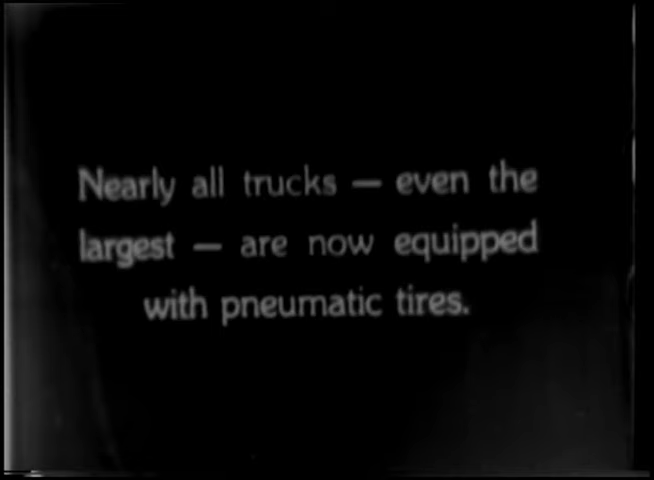 Nearly all trucks — even the
largest — are now equipped
with pneumatic tires.